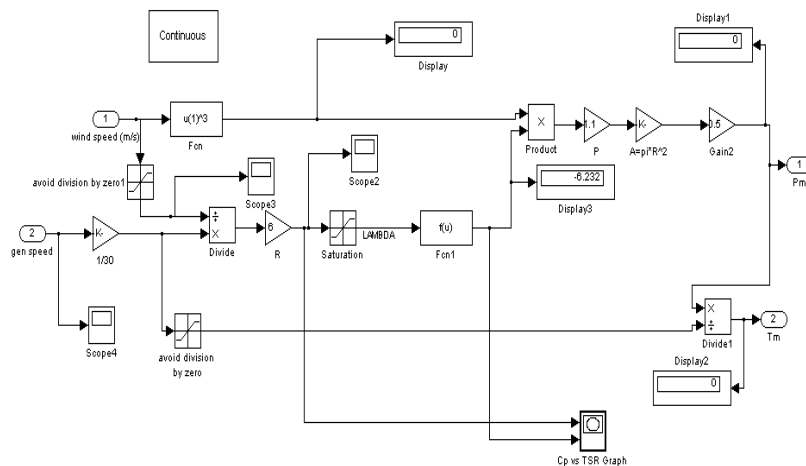 Continuous
0
Display
Display1
0
1
wind speed (m/s)
u(1)^3
Fcn
X
Product
1.1
P
K-
A=pi*R^2
0.5
Gain2
1
Pm
avoid division by zero1
Scope3
Scope2
-6.232
Display3
2
gen speed
K-
1/30
÷
X
Divide
6
R
Saturation
LAMBDA
f(u)
Fcn1
Scope4
avoid division
by zero
X
÷
Divide1
2
Tm
Display2
0
Cp vs TSR Graph